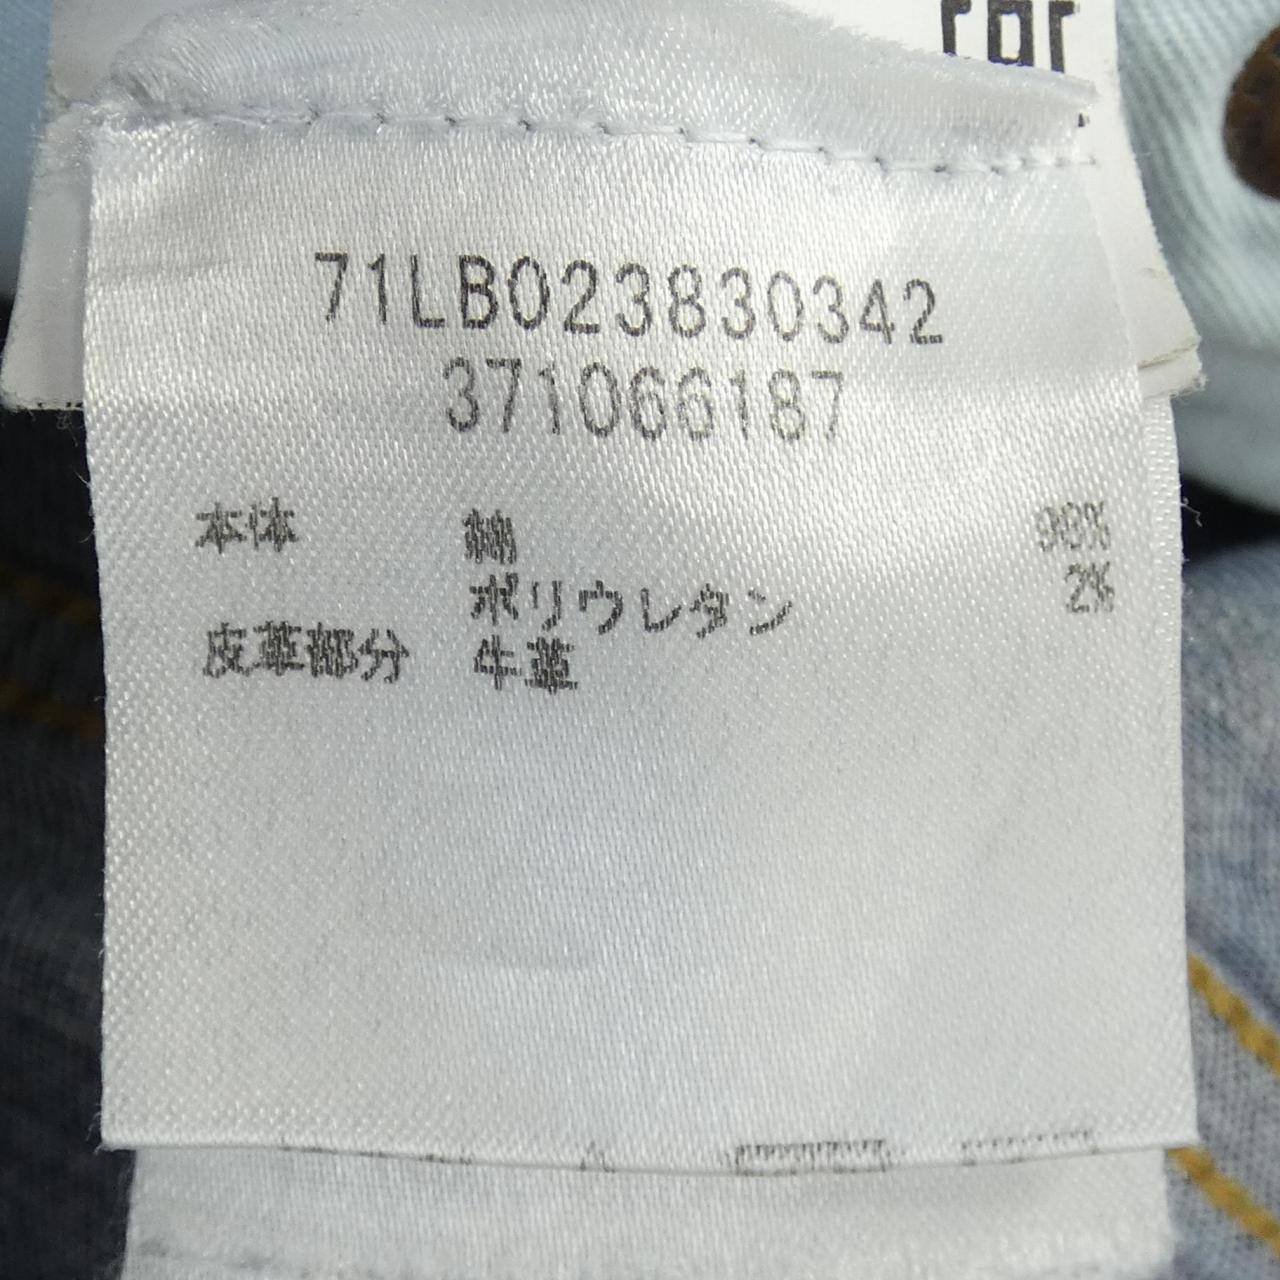 71LB023830342
371066187
本体 綿 98%
ポリウレタン 2%
皮革部分 牛革